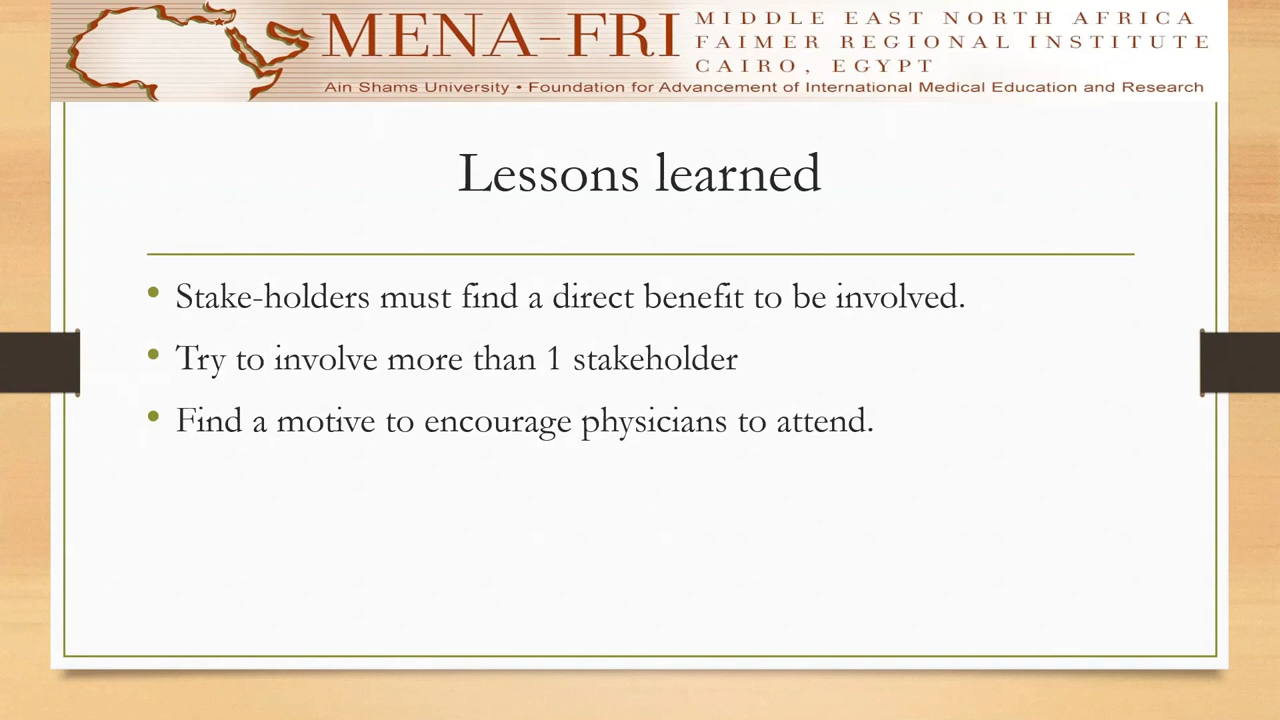 MENA-FRI
MIDDLE EAST NORTH AFRICA
FAIMER REGIONAL INSTITUTE
CAIRO, EGYPT
Ain Shams University • Foundation for Advancement of International Medical Education and Research
Lessons learned
• Stake-holders must find a direct benefit to be involved.
• Try to involve more than 1 stakeholder
• Find a motive to encourage physicians to attend.